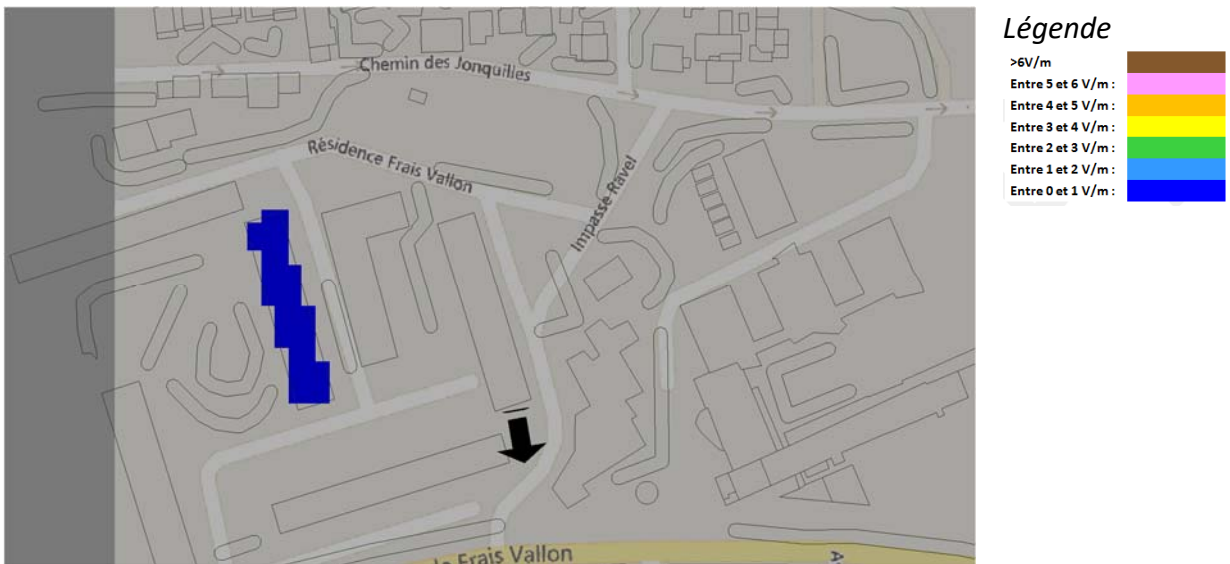 Légende
>6V/m
Entre 5 et 6 V/m :
Entre 4 et 5 V/m :
Entre 3 et 4 V/m :
Entre 2 et 3 V/m :
Entre 1 et 2 V/m :
Entre 0 et 1 V/m :
Chemin des Jonquilles
Résidence Frais Vallon
Impasse Ravel
Frais Vallon